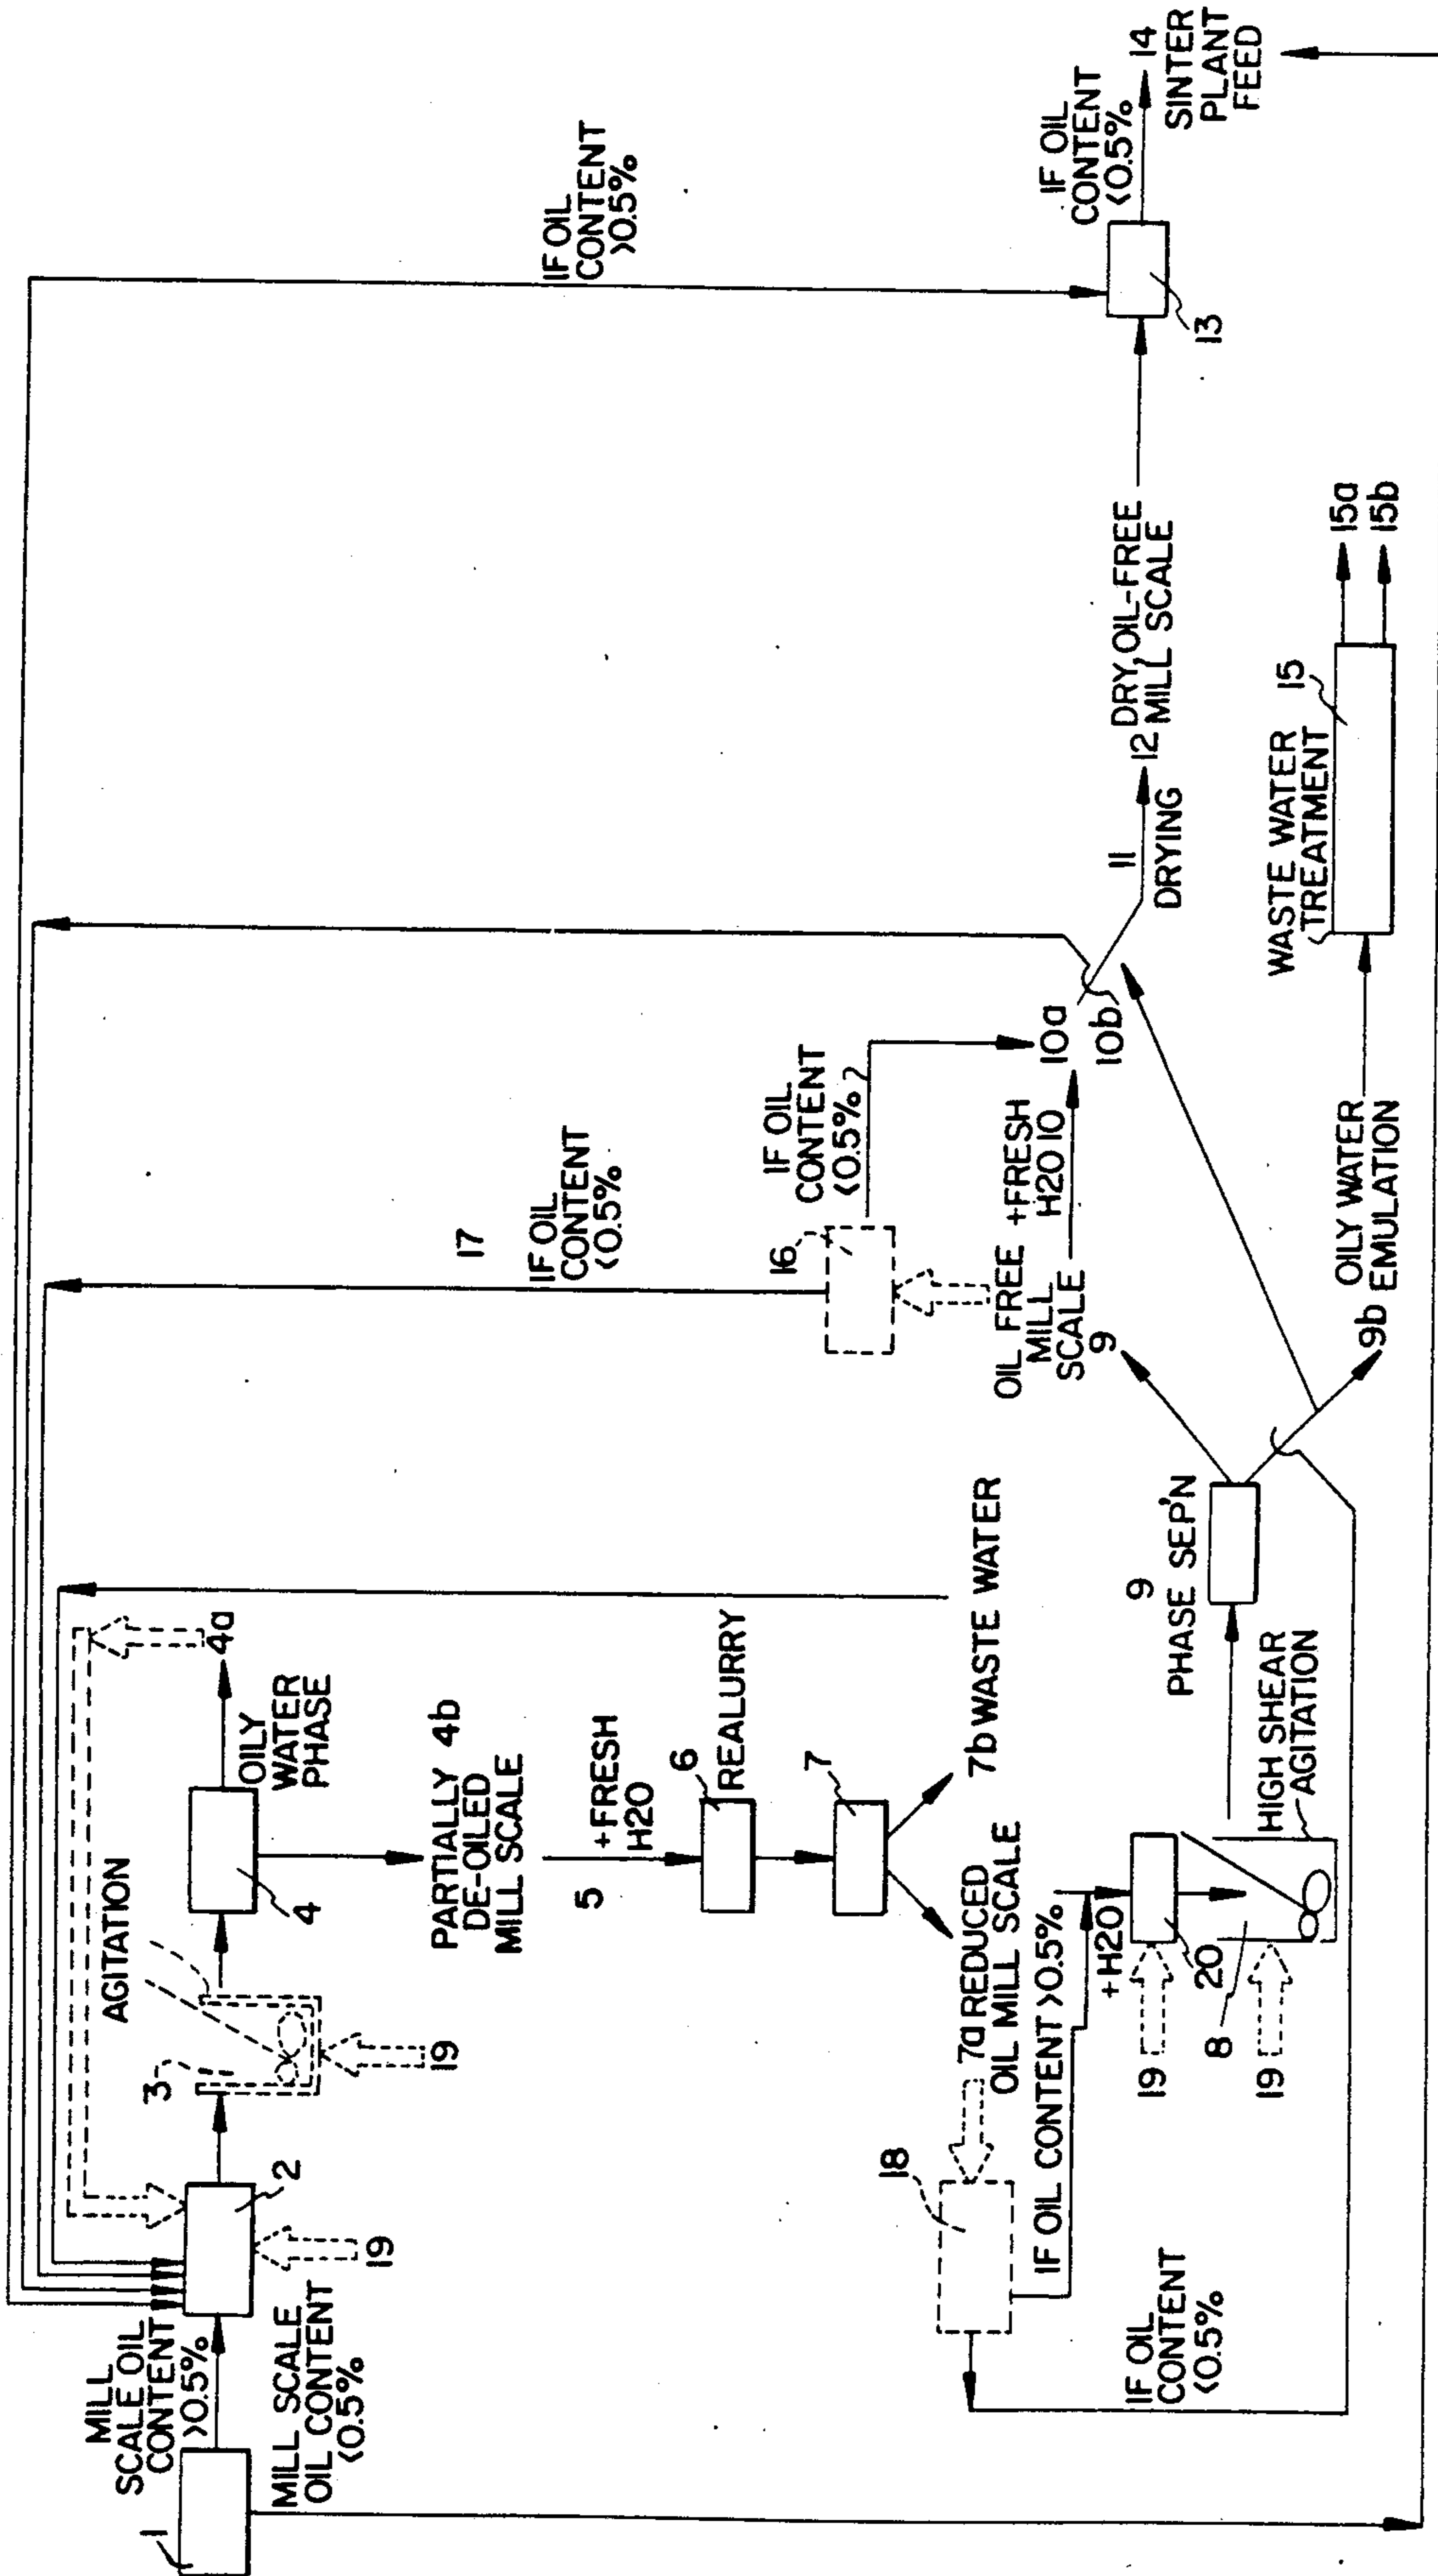 1
MILL
SCALE OIL
CONTENT
>0.5%
MILL SCALE
OIL CONTENT
<0.5%
2
19
3
AGITATION
19
4
OILY
WATER
PHASE
4a
PARTIALLY 4b
DE-OILED
MILL SCALE
5
+FRESH
H2O
6
REALURRY
7
7a REDUCED
OIL MILL SCALE
7b WASTE WATER
18
IF OIL CONTENT >0.5%
IF OIL
CONTENT
<0.5%
+H2O
19
20
8
19
HIGH SHEAR
AGITATION
9
PHASE SEP'N
OIL FREE
MILL
SCALE
9
9b
OILY WATER
EMULATION
+FRESH
H2O 10
16
17
IF OIL
CONTENT
<0.5%
IF OIL
CONTENT
<0.5%
10a
10b
11
DRYING
12 DRY, OIL-FREE
MILL SCALE
WASTE WATER
TREATMENT
15
15a
15b
13
IF OIL
CONTENT
>0.5%
IF OIL
CONTENT
<0.5%
14
SINTER
PLANT
FEED